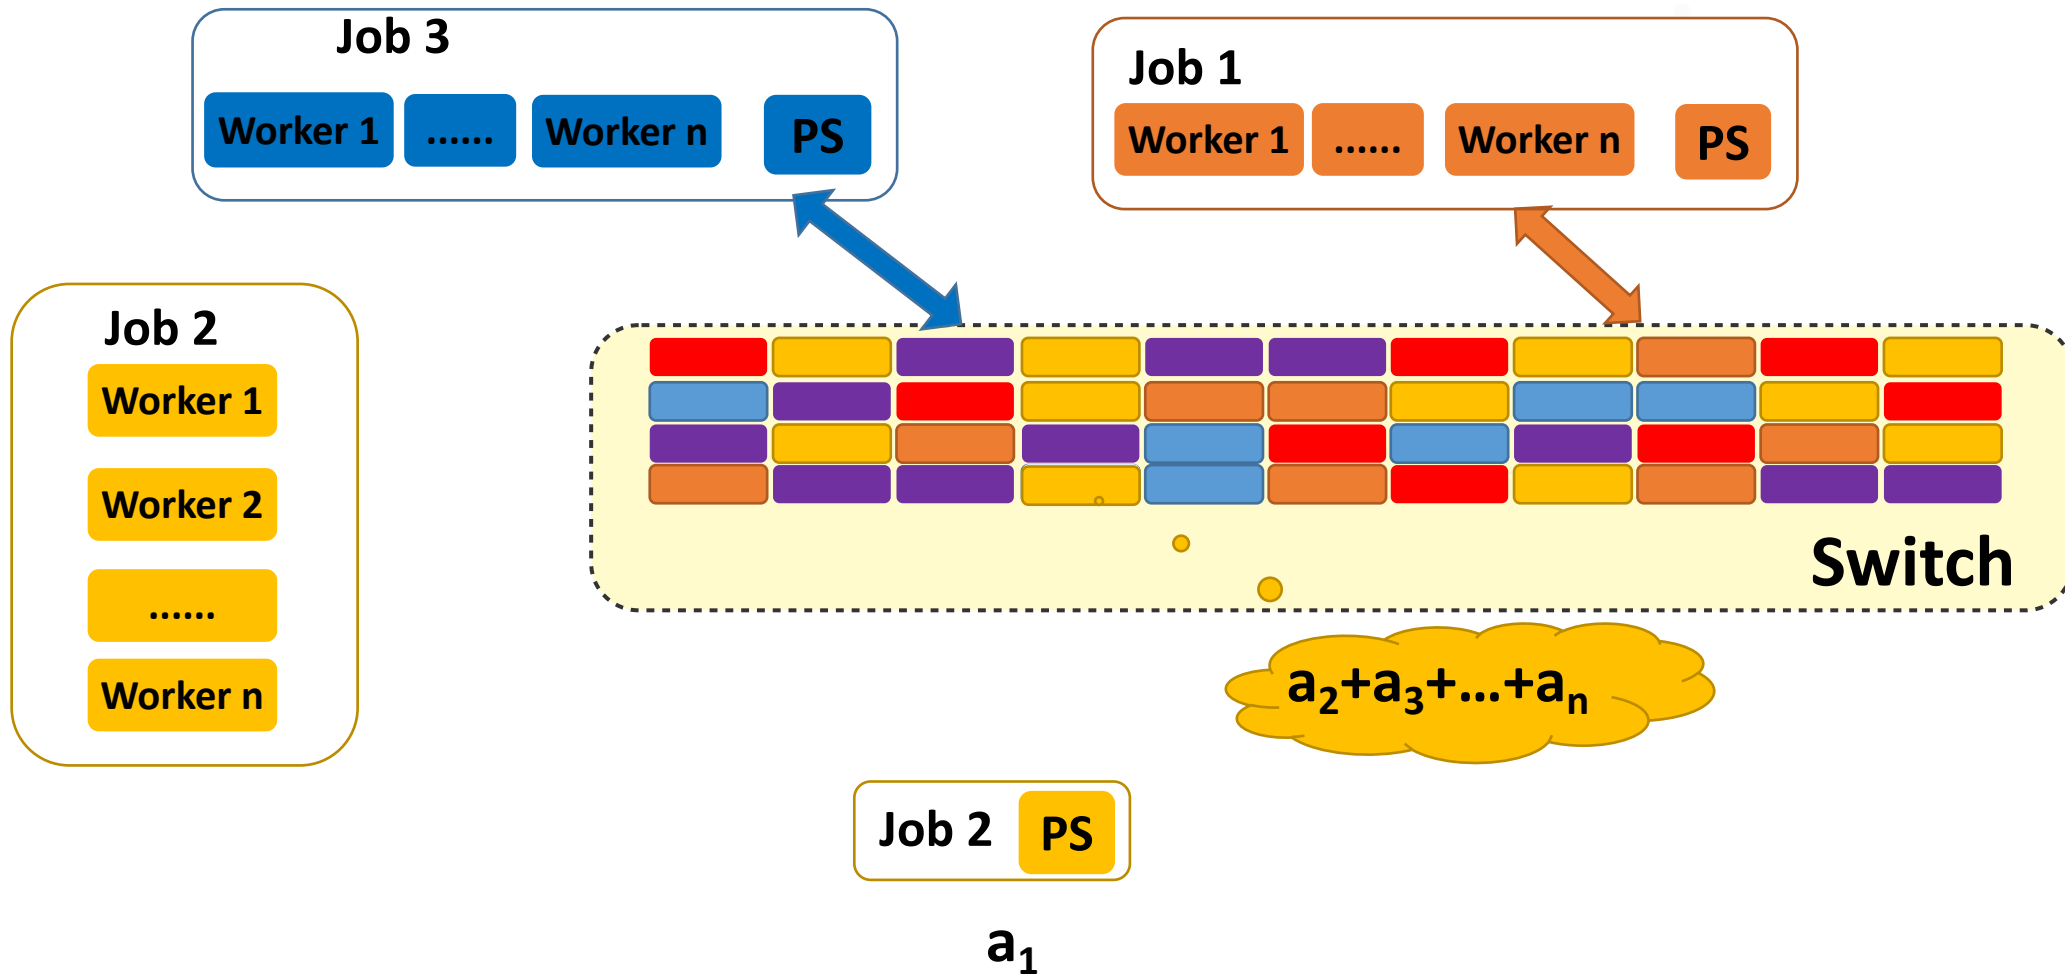 Job 3
Worker 1 ...... Worker n PS
Job 1
Worker 1 ...... Worker n PS
Job 2
Worker 1
Worker 2
......
Worker n
Switch
a₂+a₃+...+aₙ
Job 2 PS
a₁